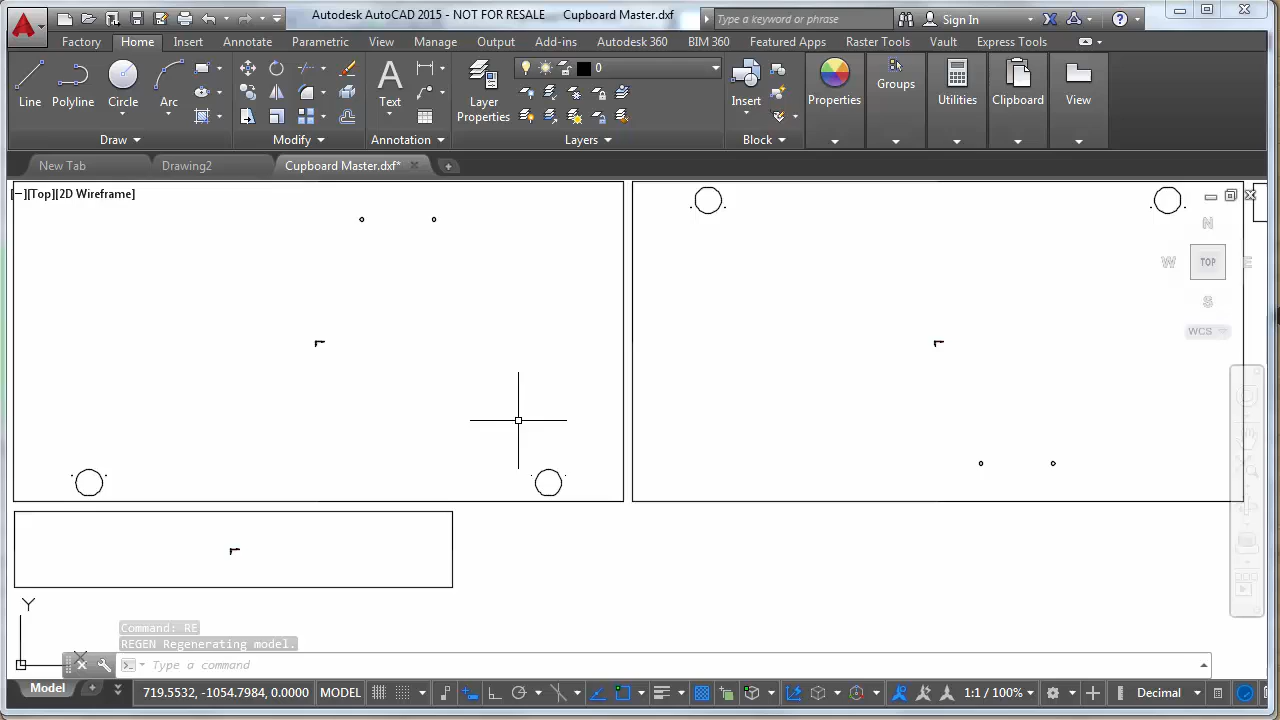 Autodesk AutoCAD 2015 - NOT FOR RESALE Cupboard Master.dxf
Type a keyword or phrase
Sign In
Factory Home Insert Annotate Parametric View Manage Output Add-ins Autodesk 360 BIM 360 Featured Apps Raster Tools Vault Express Tools
0
Line Polyline Circle Arc
A
Text
Layer
Properties
Insert
Properties
Groups
Utilities
Clipboard
View
Draw Modify Annotation Layers Block
New Tab Drawing2 Cupboard Master.dxf*
[−][Top][2D Wireframe]
N
W TOP E
S
WCS
Y
Command: RE
REGEN Regenerating model.
Type a command
X
Model
719.5532, -1054.7984, 0.0000 MODEL 1:1 / 100% Decimal